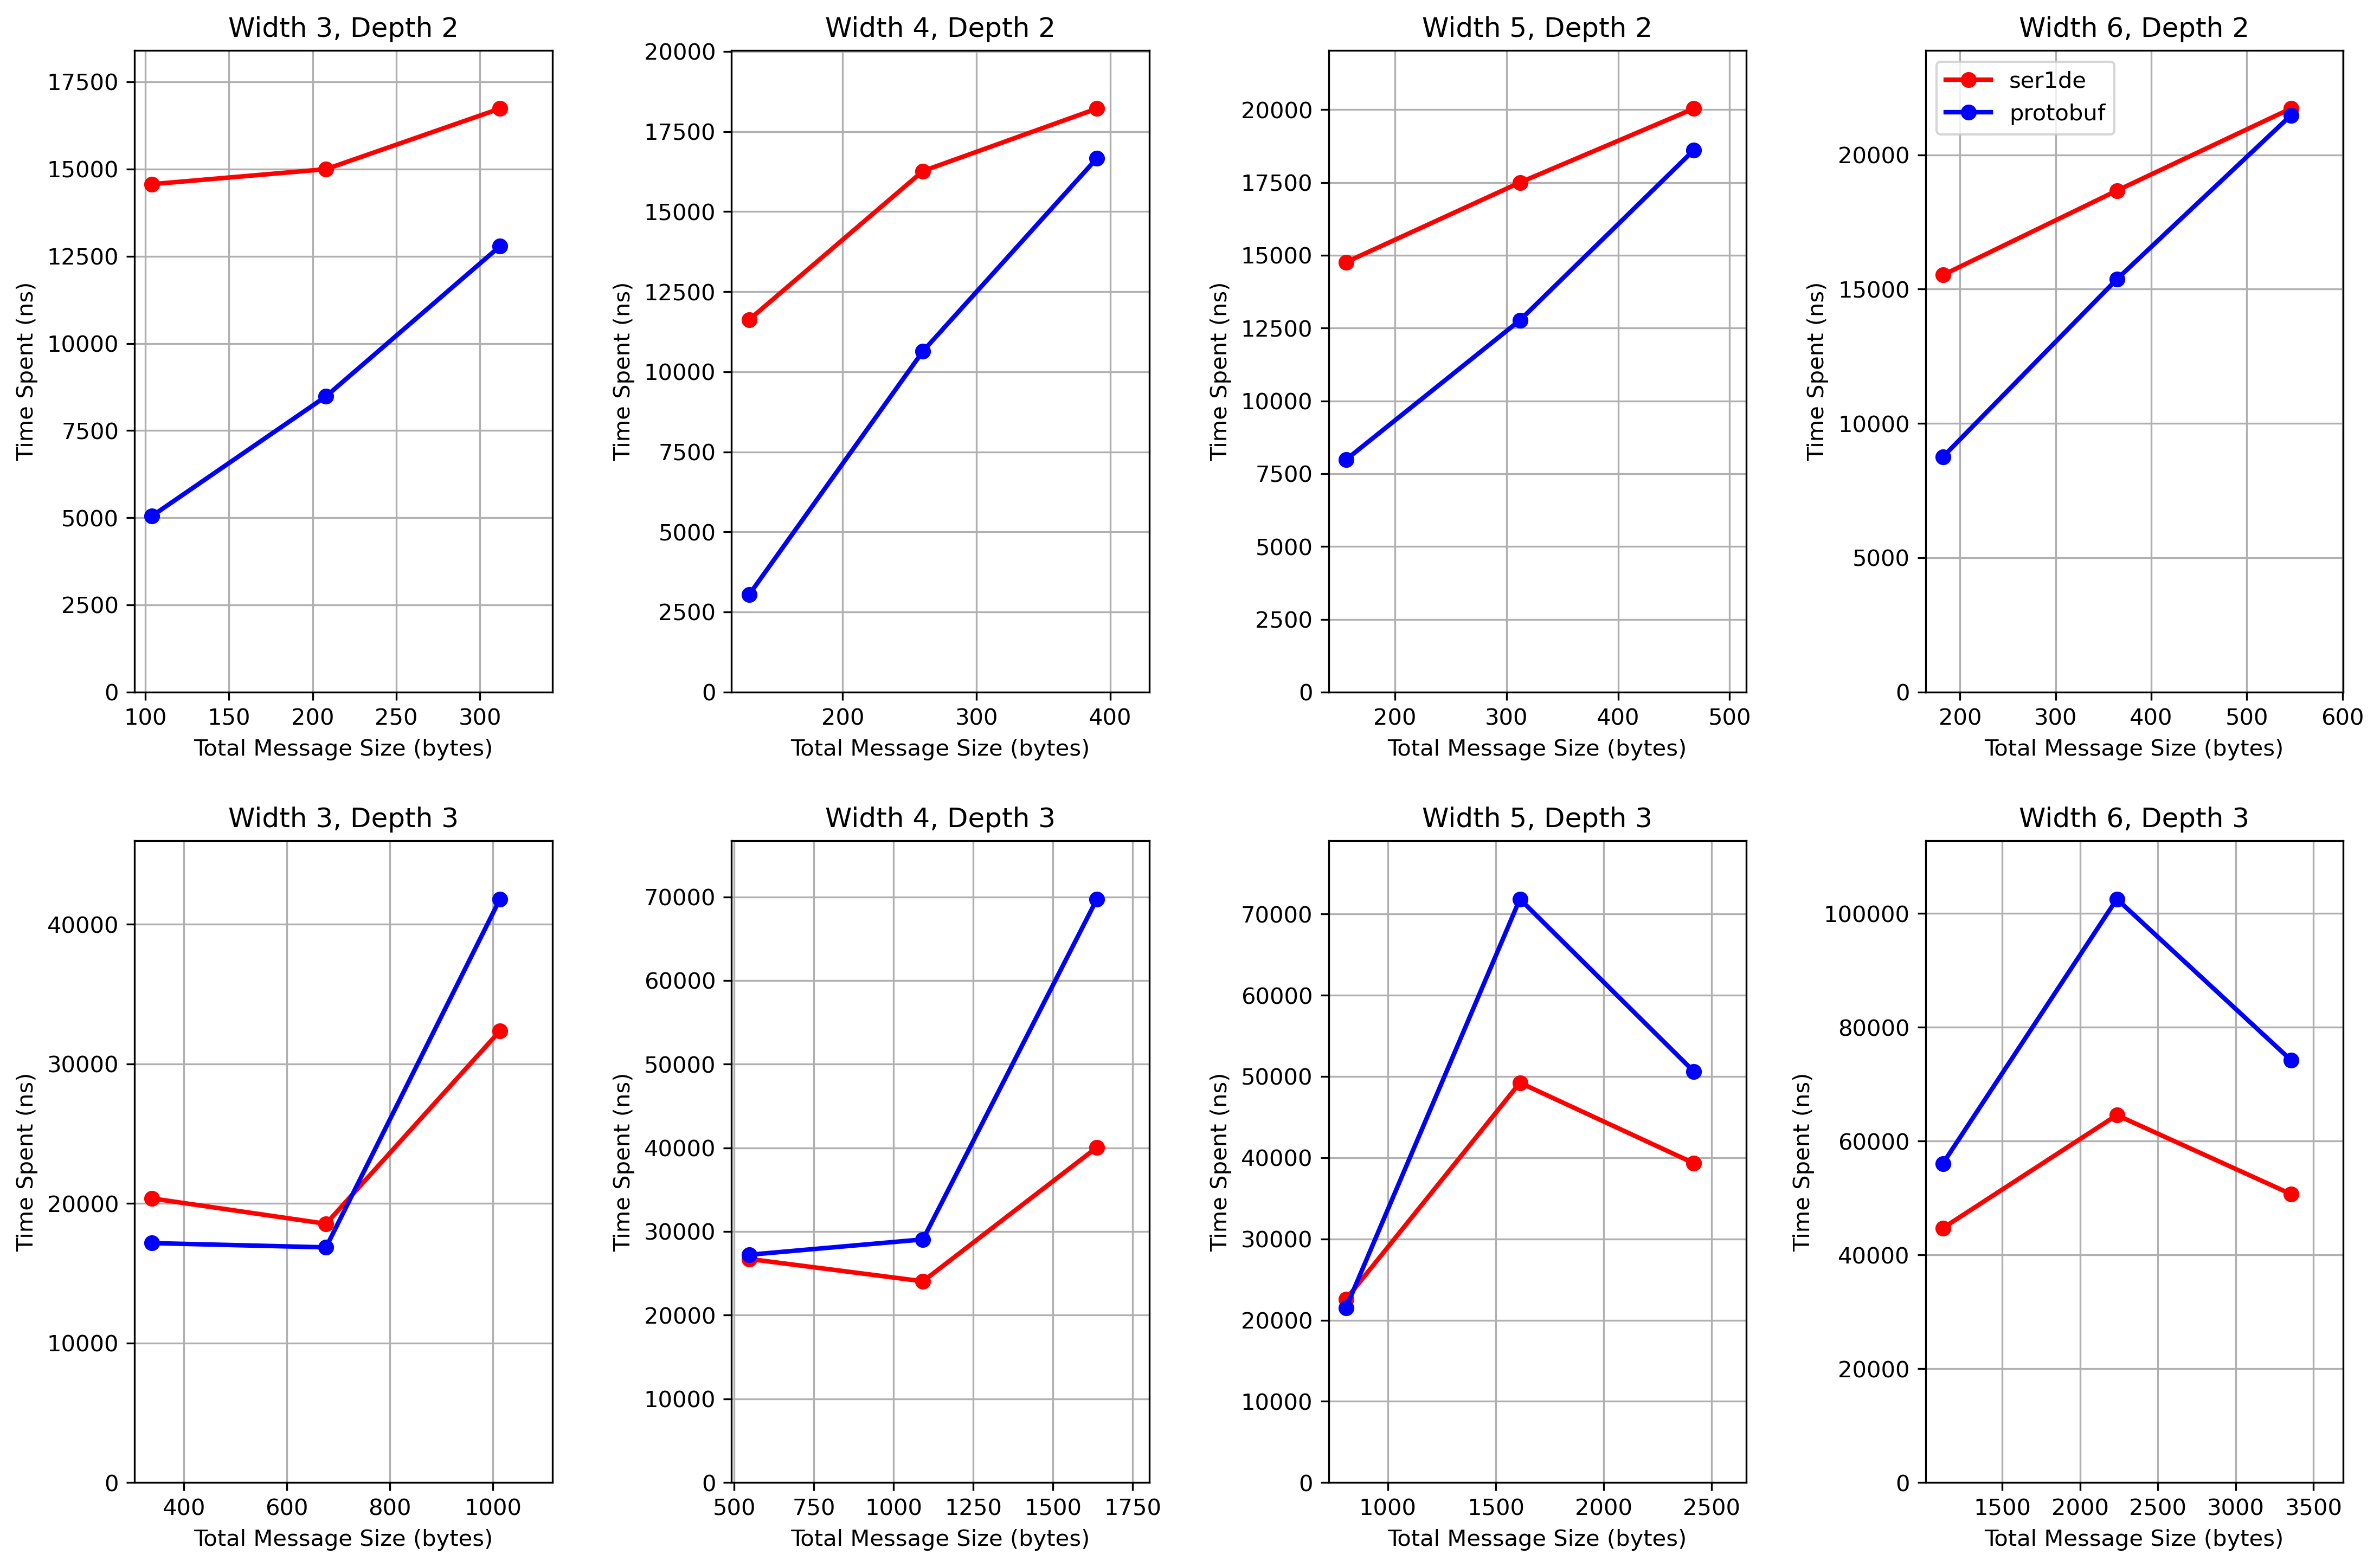 Width 3, Depth 2
17500
15000
12500
10000
7500
5000
2500
0
Time Spent (ns)
100 150 200 250 300
Total Message Size (bytes)
Width 4, Depth 2
20000
17500
15000
12500
10000
7500
5000
2500
0
Time Spent (ns)
200 300 400
Total Message Size (bytes)
Width 5, Depth 2
20000
17500
15000
12500
10000
7500
5000
2500
0
Time Spent (ns)
200 300 400 500
Total Message Size (bytes)
Width 6, Depth 2
ser1de
protobuf
20000
15000
10000
5000
0
Time Spent (ns)
200 300 400 500 600
Total Message Size (bytes)
Width 3, Depth 3
40000
30000
20000
10000
0
Time Spent (ns)
400 600 800 1000
Total Message Size (bytes)
Width 4, Depth 3
70000
60000
50000
40000
30000
20000
10000
0
Time Spent (ns)
500 750 1000 1250 1500 1750
Total Message Size (bytes)
Width 5, Depth 3
70000
60000
50000
40000
30000
20000
10000
0
Time Spent (ns)
1000 1500 2000 2500
Total Message Size (bytes)
Width 6, Depth 3
100000
80000
60000
40000
20000
0
Time Spent (ns)
1500 2000 2500 3000 3500
Total Message Size (bytes)